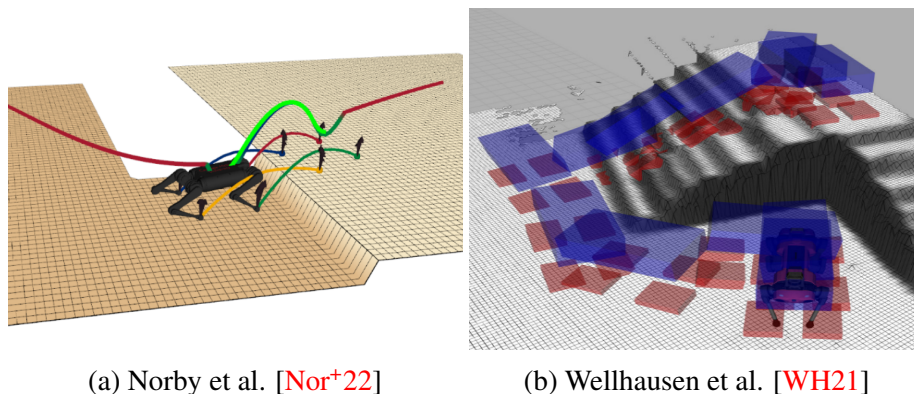 (a) Norby et al. [Nor⁺22]
(b) Wellhausen et al. [WH21]